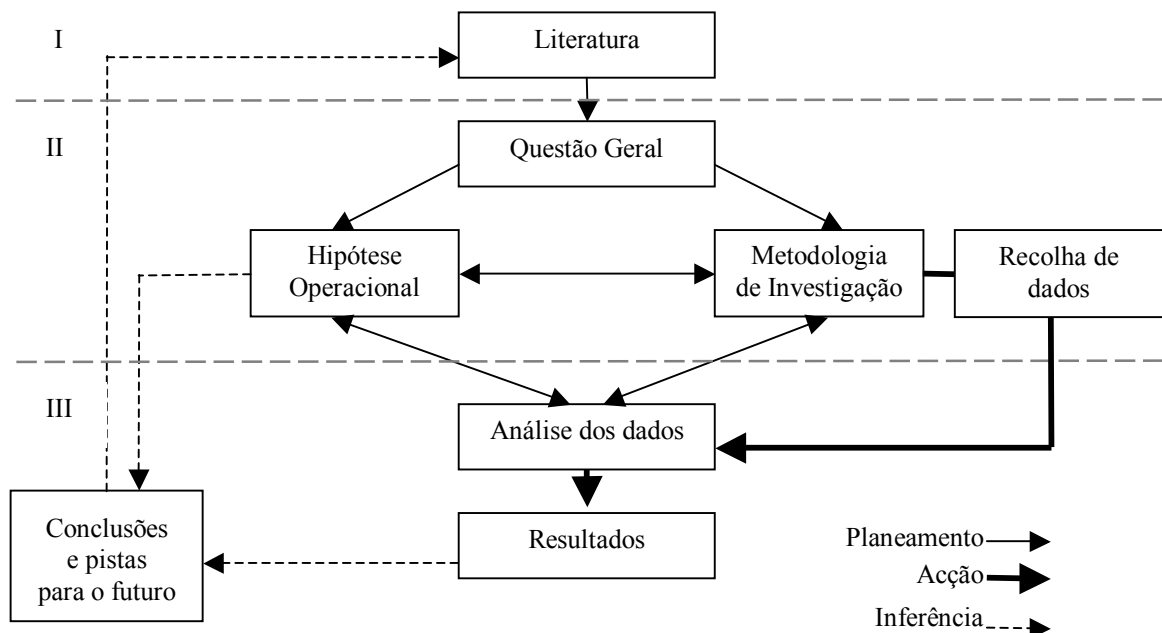 I
Literatura
II
Questão Geral
Hipótese
Operacional
Metodologia
de Investigação
Recolha de
dados
III
Análise dos dados
Conclusões
e pistas
para o futuro
Resultados
Planeamento
Acção
Inferência